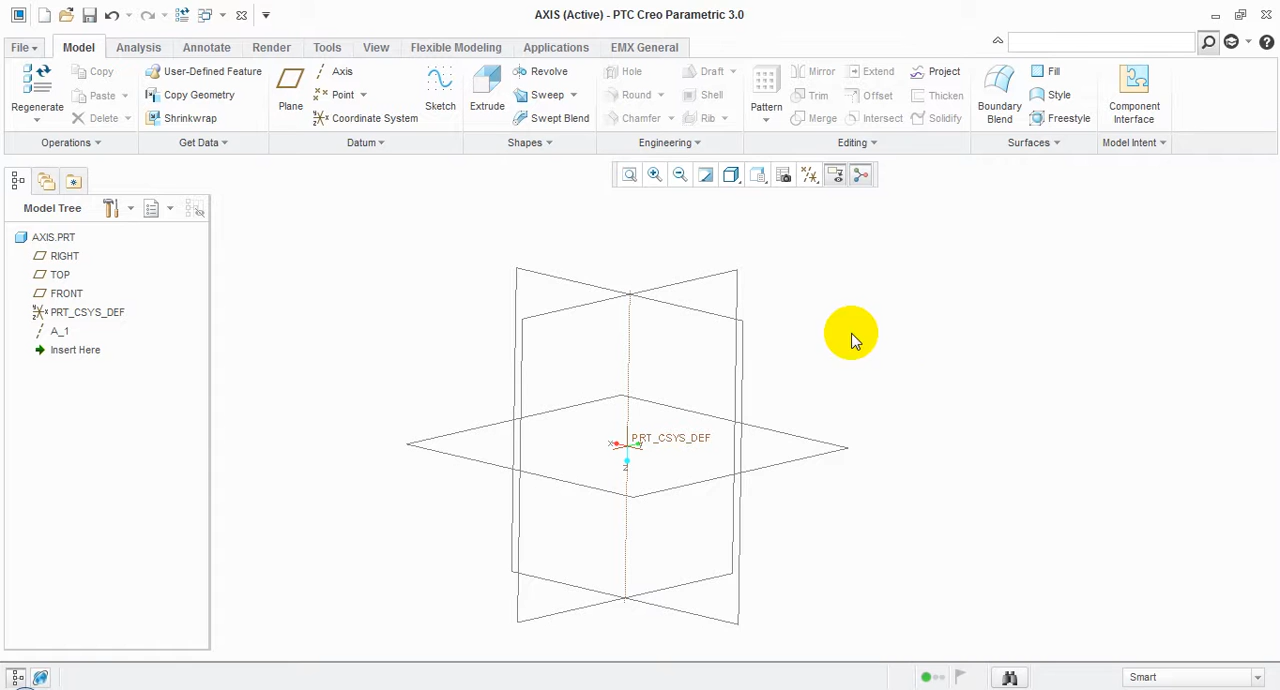 AXIS (Active) - PTC Creo Parametric 3.0
File Model Analysis Annotate Render Tools View Flexible Modeling Applications EMX General
Regenerate
Copy
Paste
Delete
Operations
User-Defined Feature
Copy Geometry
Shrinkwrap
Get Data
Plane
Axis
Point
Coordinate System
Sketch
Datum
Extrude
Revolve
Sweep
Swept Blend
Shapes
Hole
Round
Chamfer
Draft
Shell
Rib
Engineering
Pattern
Mirror
Trim
Merge
Extend
Offset
Intersect
Project
Thicken
Solidify
Editing
Boundary
Blend
Fill
Style
Freestyle
Surfaces
Component
Interface
Model Intent
Model Tree
AXIS.PRT
RIGHT
TOP
FRONT
PRT_CSYS_DEF
A_1
Insert Here
PRT_CSYS_DEF
X
Y
Z
Smart